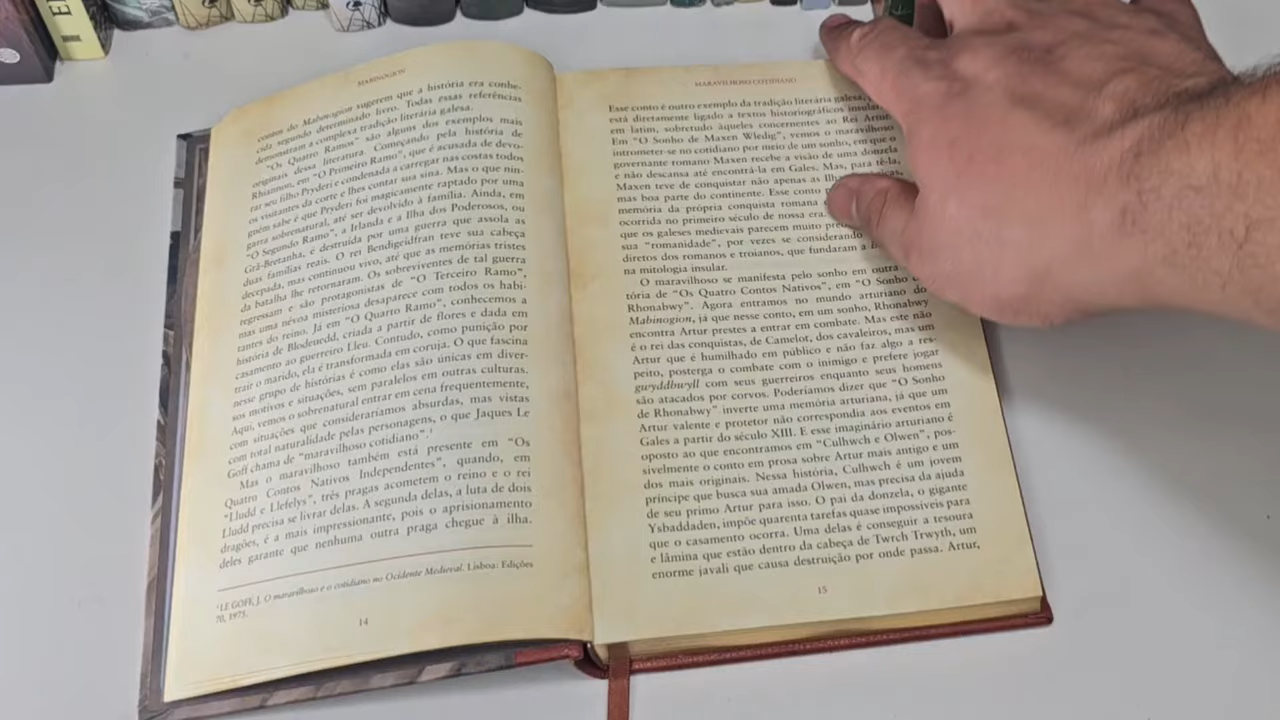 MABINOGION
contos do Mabinogion sugerem que a história era conhe-
cida segundo determinado livro. Todas essas referências
demonstram a complexa tradição literária galesa.
"Os Quatro Ramos" são alguns dos exemplos mais
originais dessa literatura. Começando pela história de
Rhiannon, em "O Primeiro Ramo", que é acusada de devo-
rar seu filho Pryderi e condenada a carregar nas costas todos
os visitantes da corte e lhes contar sua sina. Mas o que nin-
guém sabe é que Pryderi foi magicamente raptado por uma
garra sobrenatural, até ser devolvido à família. Ainda, em
"O Segundo Ramo", a Irlanda e a Ilha dos Poderosos, ou
Grã-Bretanha, é destruída por uma guerra que assola as
duas famílias reais. O rei Bendigeidfran teve sua cabeça
decepada, mas continuou vivo, até que as memórias tristes
da batalha lhe retornaram. Os sobreviventes de tal guerra
regressam e são protagonistas de "O Terceiro Ramo",
mas uma névoa misteriosa desaparece com todos os habi-
tantes do reino. Já em "O Quarto Ramo", conhecemos a
história de Blodeuedd, criada a partir de flores e dada em
casamento ao guerreiro Lleu. Contudo, como punição por
trair o marido, ela é transformada em coruja. O que fascina
nesse grupo de histórias é como elas são únicas em diver-
sos motivos e situações, sem paralelos em outras culturas.
Aqui, vemos o sobrenatural entrar em cena frequentemente,
com situações que consideraríamos absurdas, mas vistas
com total naturalidade pelas personagens, o que Jaques Le
Goff chama de "maravilhoso cotidiano".¹
Mas o maravilhoso também está presente em "Os
Quatro Contos Nativos Independentes", quando, em
"Lludd e Llefelys", três pragas acometem o reino e o rei
Lludd precisa se livrar delas. A segunda delas, a luta de dois
dragões, é a mais impressionante, pois o aprisionamento
deles garante que nenhuma outra praga chegue à ilha.
¹LE GOFF, J. O maravilhoso e o cotidiano no Ocidente Medieval. Lisboa: Edições
70, 1975.
14
MARAVILHOSO COTIDIANO
Esse conto é outro exemplo da tradição literária galesa,
está diretamente ligado a textos historiográficos insulares
em latim, sobretudo àqueles concernentes ao Rei Artur.
Em "O Sonho de Maxen Wledig", vemos o maravilhoso
intrometer-se no cotidiano por meio de um sonho, em que o
governante romano Maxen recebe a visão de uma donzela
e não descansa até encontrá-la em Gales. Mas, para tê-la,
Maxen teve de conquistar não apenas as Ilhas
mas boa parte do continente. Esse conto
memória da própria conquista romana
ocorrida no primeiro século de nossa era.
que os galeses medievais parecem muito
sua "romanidade", por vezes se considerando
diretos dos romanos e troianos, que fundaram a
na mitologia insular.
O maravilhoso se manifesta pelo sonho em outra
tória de "Os Quatro Contos Nativos", em "O Sonho
Rhonabwy". Agora entramos no mundo arturiano do
Mabinogion, já que nesse conto, em um sonho, Rhonabwy
encontra Artur prestes a entrar em combate. Mas este não
é o rei das conquistas, de Camelot, dos cavaleiros, mas um
Artur que é humilhado em público e não faz algo a res-
peito, posterga o combate com o inimigo e prefere jogar
gwyddbwyll com seus guerreiros enquanto seus homens
são atacados por corvos. Poderíamos dizer que "O Sonho
de Rhonabwy" inverte uma memória arturiana, já que um
Artur valente e protetor não correspondia aos eventos em
Gales a partir do século XIII. E esse imaginário arturiano é
oposto ao que encontramos em "Culhwch e Olwen", pos-
sivelmente o conto em prosa sobre Artur mais antigo e um
dos mais originais. Nessa história, Culhwch é um jovem
príncipe que busca sua amada Olwen, mas precisa da ajuda
de seu primo Artur para isso. O pai da donzela, o gigante
Ysbaddaden, impõe quarenta tarefas quase impossíveis para
que o casamento ocorra. Uma delas é conseguir a tesoura
e lâmina que estão dentro da cabeça de Twrch Trwyth, um
enorme javali que causa destruição por onde passa. Artur,
15